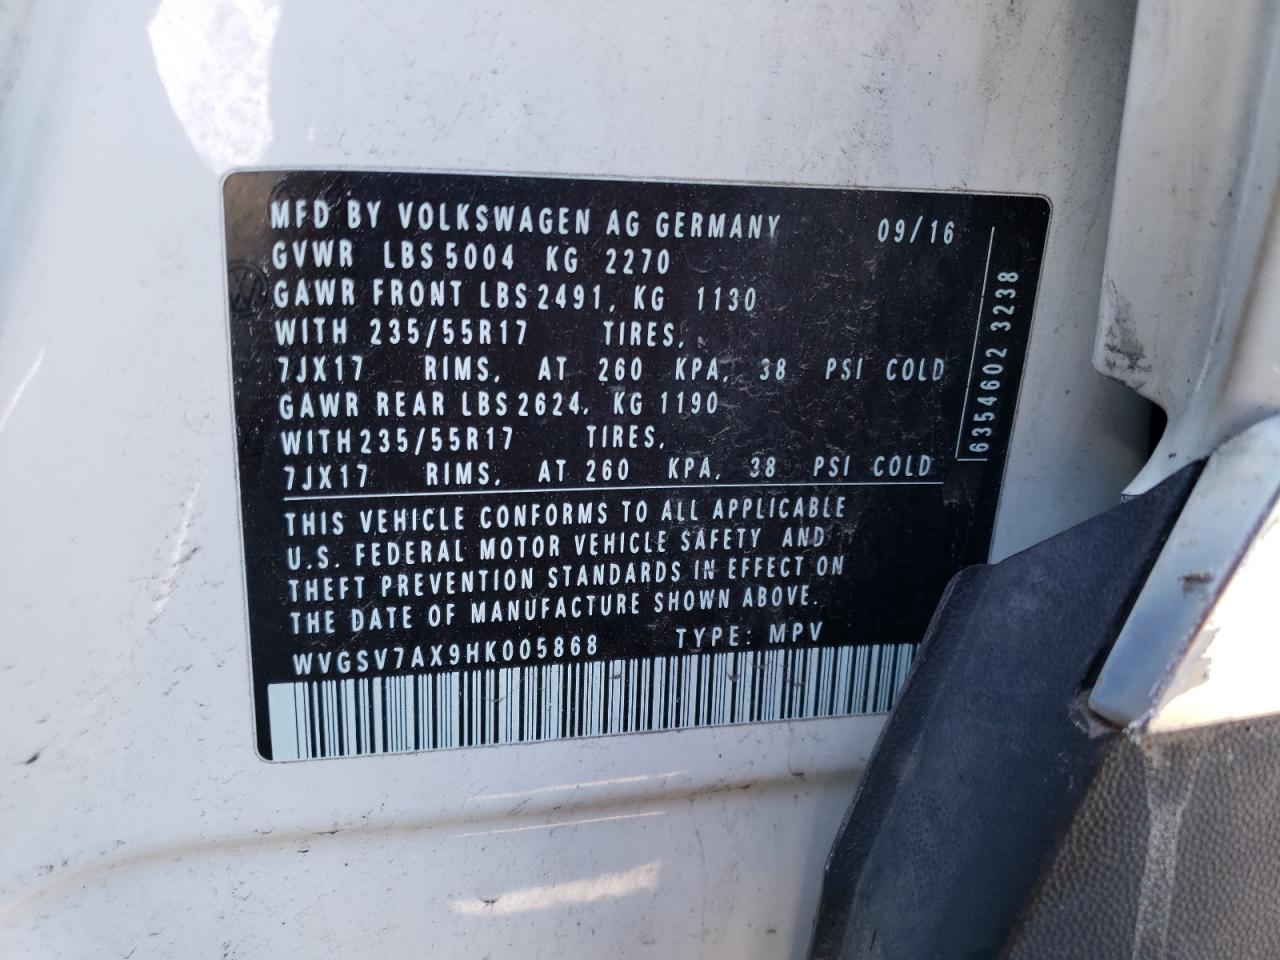 MFD BY VOLKSWAGEN AG GERMANY 09/16
GVWR LBS 5004 KG 2270
GAWR FRONT LBS 2491, KG 1130
WITH 235/55R17 TIRES,
7JX17 RIMS, AT 260 KPA, 38 PSI COLD
GAWR REAR LBS 2624, KG 1190
WITH 235/55R17 TIRES,
7JX17 RIMS, AT 260 KPA, 38 PSI COLD
THIS VEHICLE CONFORMS TO ALL APPLICABLE
U.S. FEDERAL MOTOR VEHICLE SAFETY AND
THEFT PREVENTION STANDARDS IN EFFECT ON
THE DATE OF MANUFACTURE SHOWN ABOVE.
WVGSV7AX9HK005868 TYPE: MPV
6354602 3238